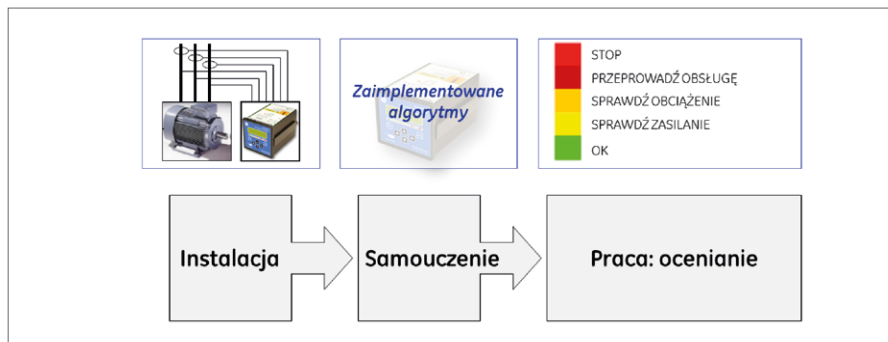 Zaimplementowane
algorytmy
STOP
PRZEPROWADŹ OBSŁUGĘ
SPRAWDŹ OBCIĄŻENIE
SPRAWDŹ ZASILANIE
OK
Instalacja
Samouczenie
Praca: ocenianie